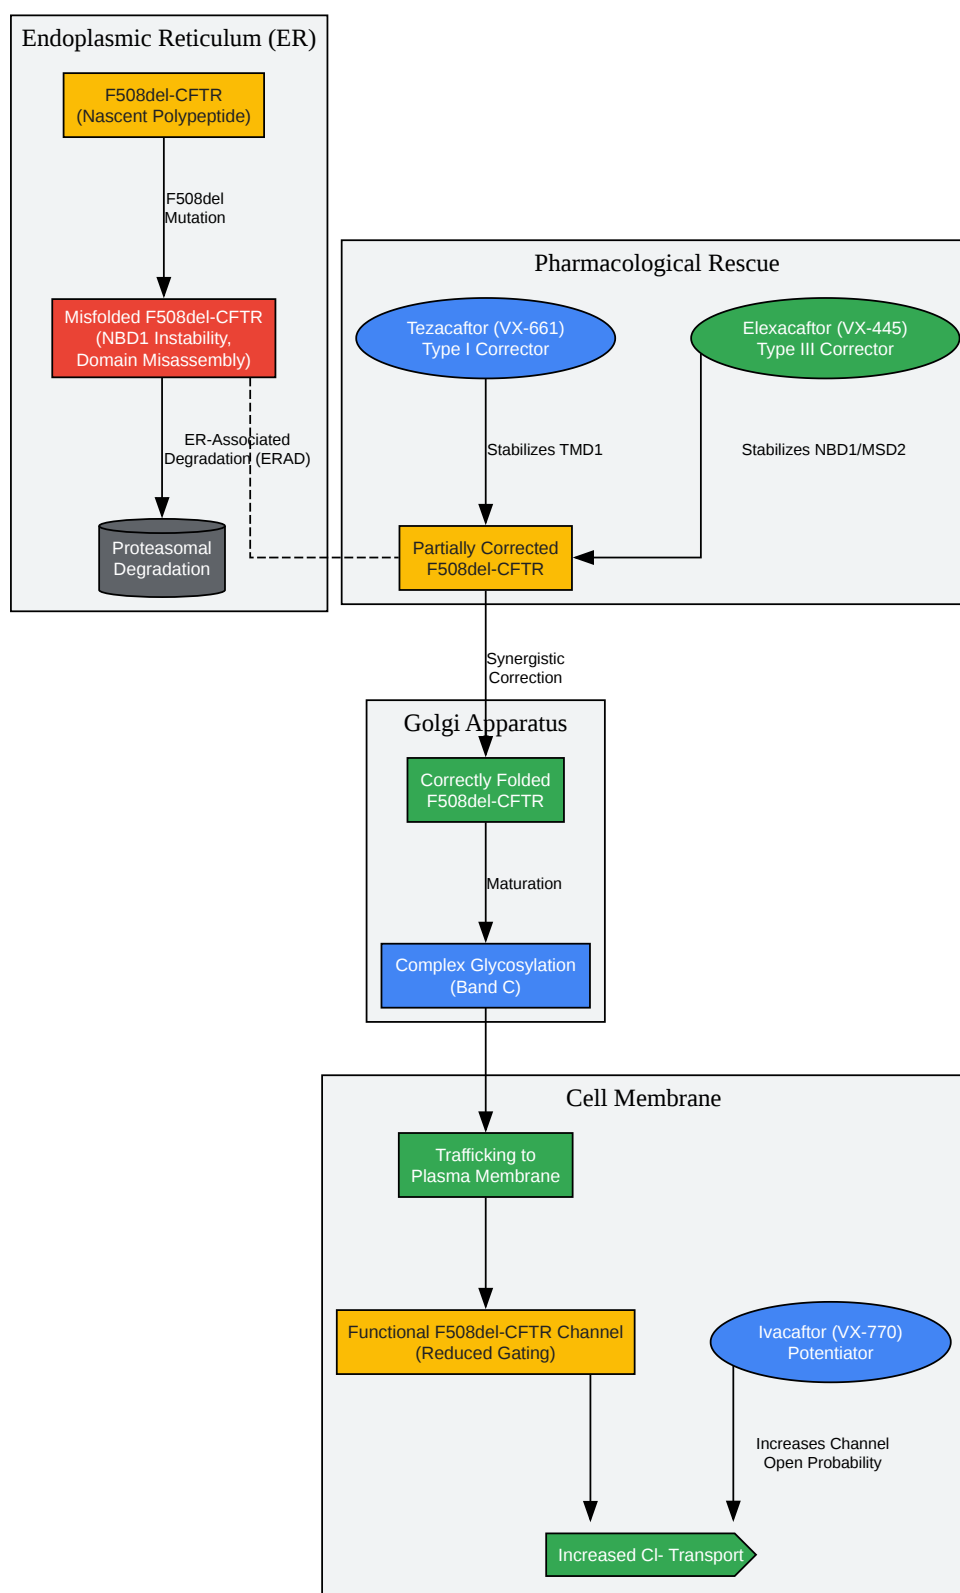 Endoplasmic Reticulum (ER)
F508del-CFTR
(Nascent Polypeptide)
F508del
Mutation
Misfolded F508del-CFTR
(NBD1 Instability,
Domain Misassembly)
ER-Associated
Degradation (ERAD)
Proteasomal
Degradation
Pharmacological Rescue
Tezacaftor (VX-661)
Type I Corrector
Elexacaftor (VX-445)
Type III Corrector
Stabilizes TMD1
Stabilizes NBD1/MSD2
Partially Corrected
F508del-CFTR
Synergistic
Correction
Golgi Apparatus
Correctly Folded
F508del-CFTR
Maturation
Complex Glycosylation
(Band C)
Cell Membrane
Trafficking to
Plasma Membrane
Functional F508del-CFTR Channel
(Reduced Gating)
Ivacaftor (VX-770)
Potentiator
Increases Channel
Open Probability
Increased Cl- Transport